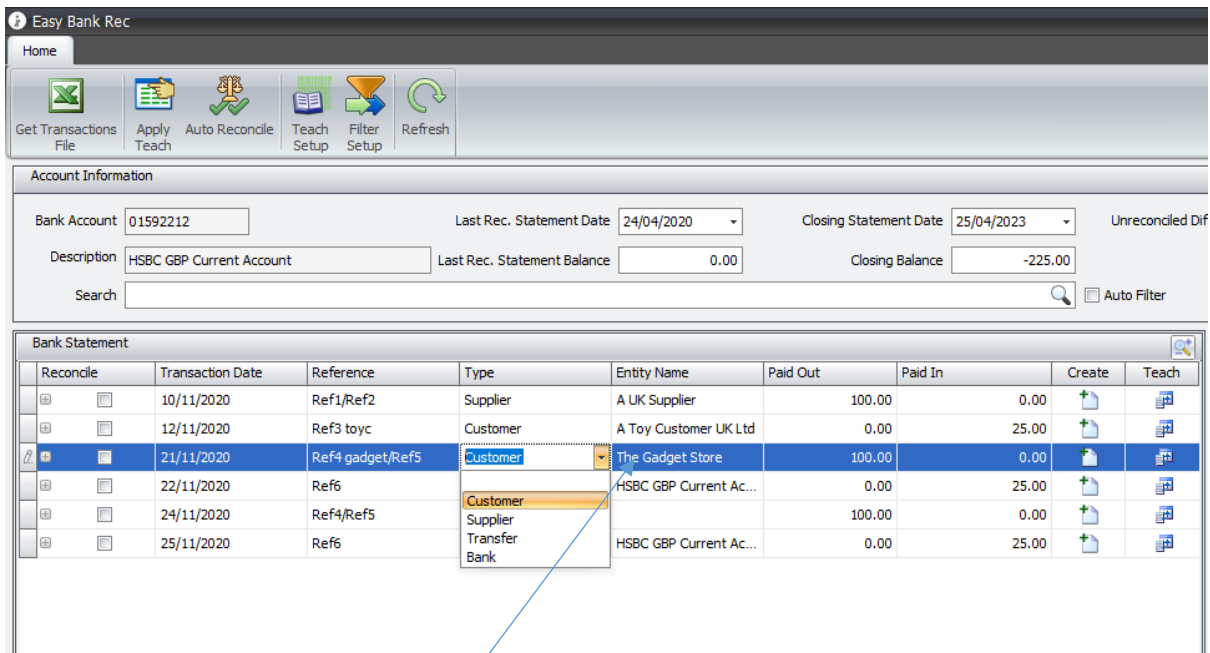 Easy Bank Rec
Home
Get Transactions File
Apply Teach
Auto Reconcile
Teach Setup
Filter Setup
Refresh
Account Information
Bank Account 01592212 Last Rec. Statement Date 24/04/2020 Closing Statement Date 25/04/2023 Unreconciled Dif
Description HSBC GBP Current Account Last Rec. Statement Balance 0.00 Closing Balance -225.00
Search Auto Filter
Bank Statement
Reconcile Transaction Date Reference Type Entity Name Paid Out Paid In Create Teach
10/11/2020 Ref1/Ref2 Supplier A UK Supplier 100.00 0.00
12/11/2020 Ref3 toyc Customer A Toy Customer UK Ltd 0.00 25.00
21/11/2020 Ref4 gadget/Ref5 Customer The Gadget Store 100.00 0.00
22/11/2020 Ref6 HSBC GBP Current Ac... 0.00 25.00
24/11/2020 Ref4/Ref5 100.00 0.00
25/11/2020 Ref6 HSBC GBP Current Ac... 0.00 25.00
Customer
Supplier
Transfer
Bank